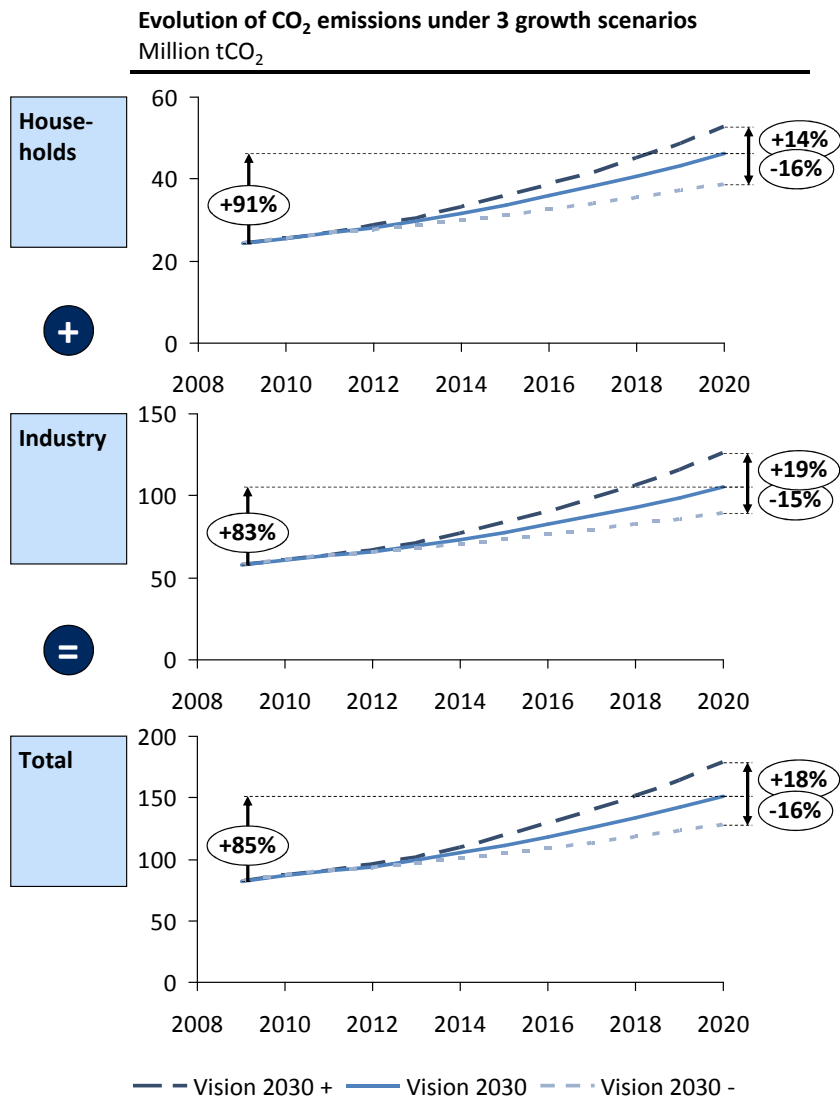 Evolution of CO₂ emissions under 3 growth scenarios
Million tCO₂
House-
holds
60
40
20
0
+91%
+14%
-16%
2008 2010 2012 2014 2016 2018 2020
+
Industry
150
100
50
0
+83%
+19%
-15%
2008 2010 2012 2014 2016 2018 2020
=
Total
200
150
100
50
0
+85%
+18%
-16%
2008 2010 2012 2014 2016 2018 2020
Vision 2030 + Vision 2030 Vision 2030 -